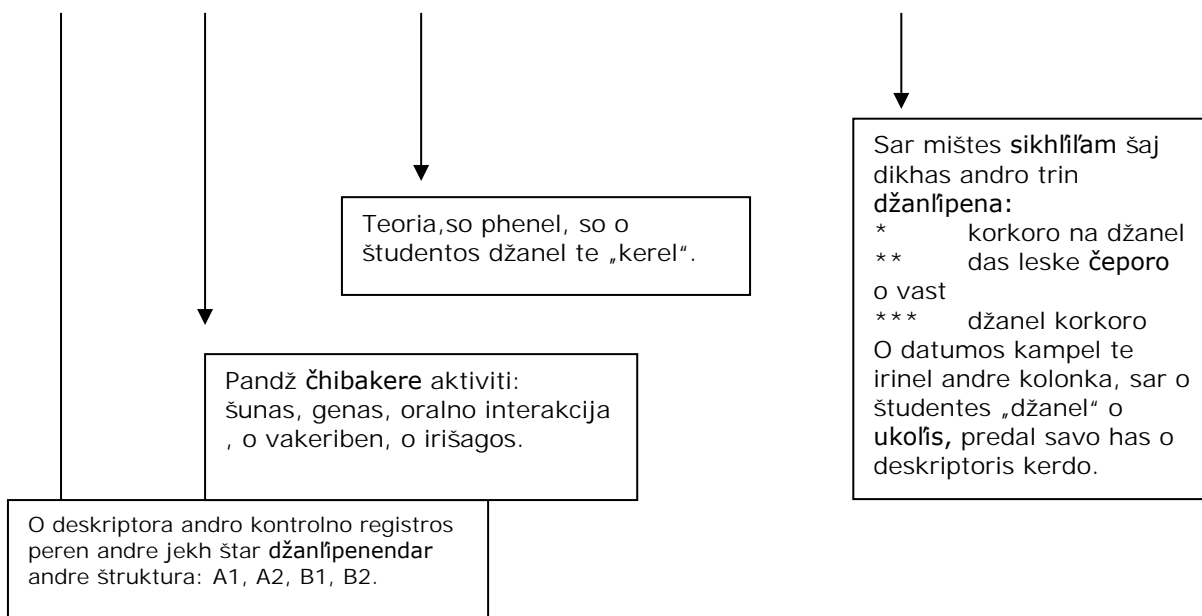 Teoria,so phenel, so o
študentos džanel te „kerel“.
Pandž čhibakere aktiviti:
šunas, genas, oralno interakcija
, o vakeriben, o irišagos.
O deskriptora andro kontrolno registros
peren andre jekh štar džanľipenendar
andre štruktura: A1, A2, B1, B2.
Sar mištes sikhľiľam šaj
dikhas andro trin
džanľipena:
* korkoro na džanel
** das leske čeporo
o vast
*** džanel korkoro
O datumos kampel te
irinel andre kolonka, sar o
študentes „džanel“ o
ukoľis, predal savo has o
deskriptoris kerdo.